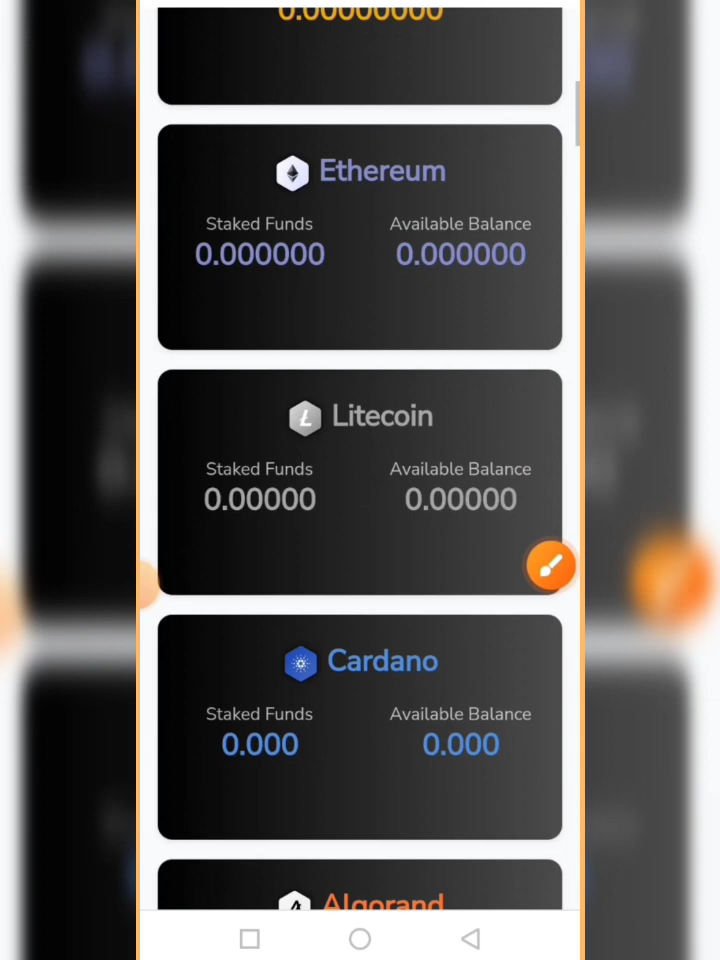 0.00000000
Ethereum
Staked Funds Available Balance
0.000000 0.000000
Litecoin
Staked Funds Available Balance
0.00000 0.00000
Cardano
Staked Funds Available Balance
0.000 0.000
Algorand